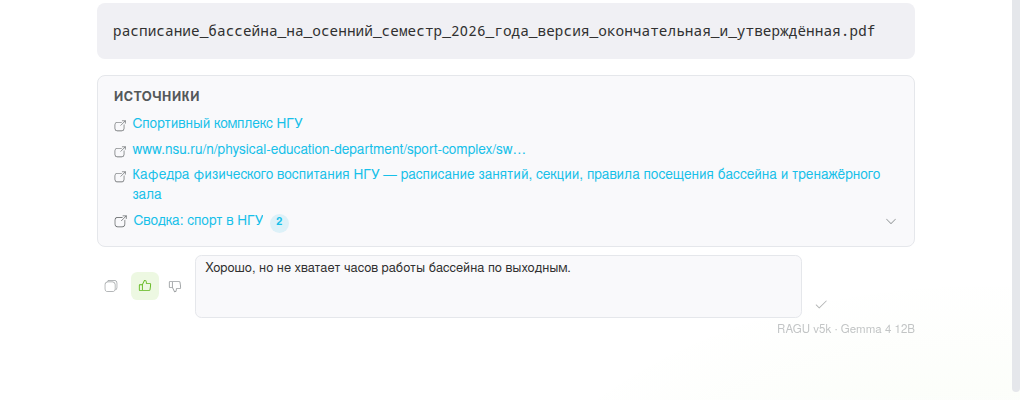 расписание_бассейна_на_осенний_семестр_2026_года_версия_окончательная_и_утверждённая.pdf
ИСТОЧНИКИ
Спортивный комплекс НГУ
www.nsu.ru/n/physical-education-department/sport-complex/sw…
Кафедра физического воспитания НГУ — расписание занятий, секции, правила посещения бассейна и тренажёрного
зала
Сводка: спорт в НГУ 2
Хорошо, но не хватает часов работы бассейна по выходным.
RAGU v5k · Gemma 4 12B